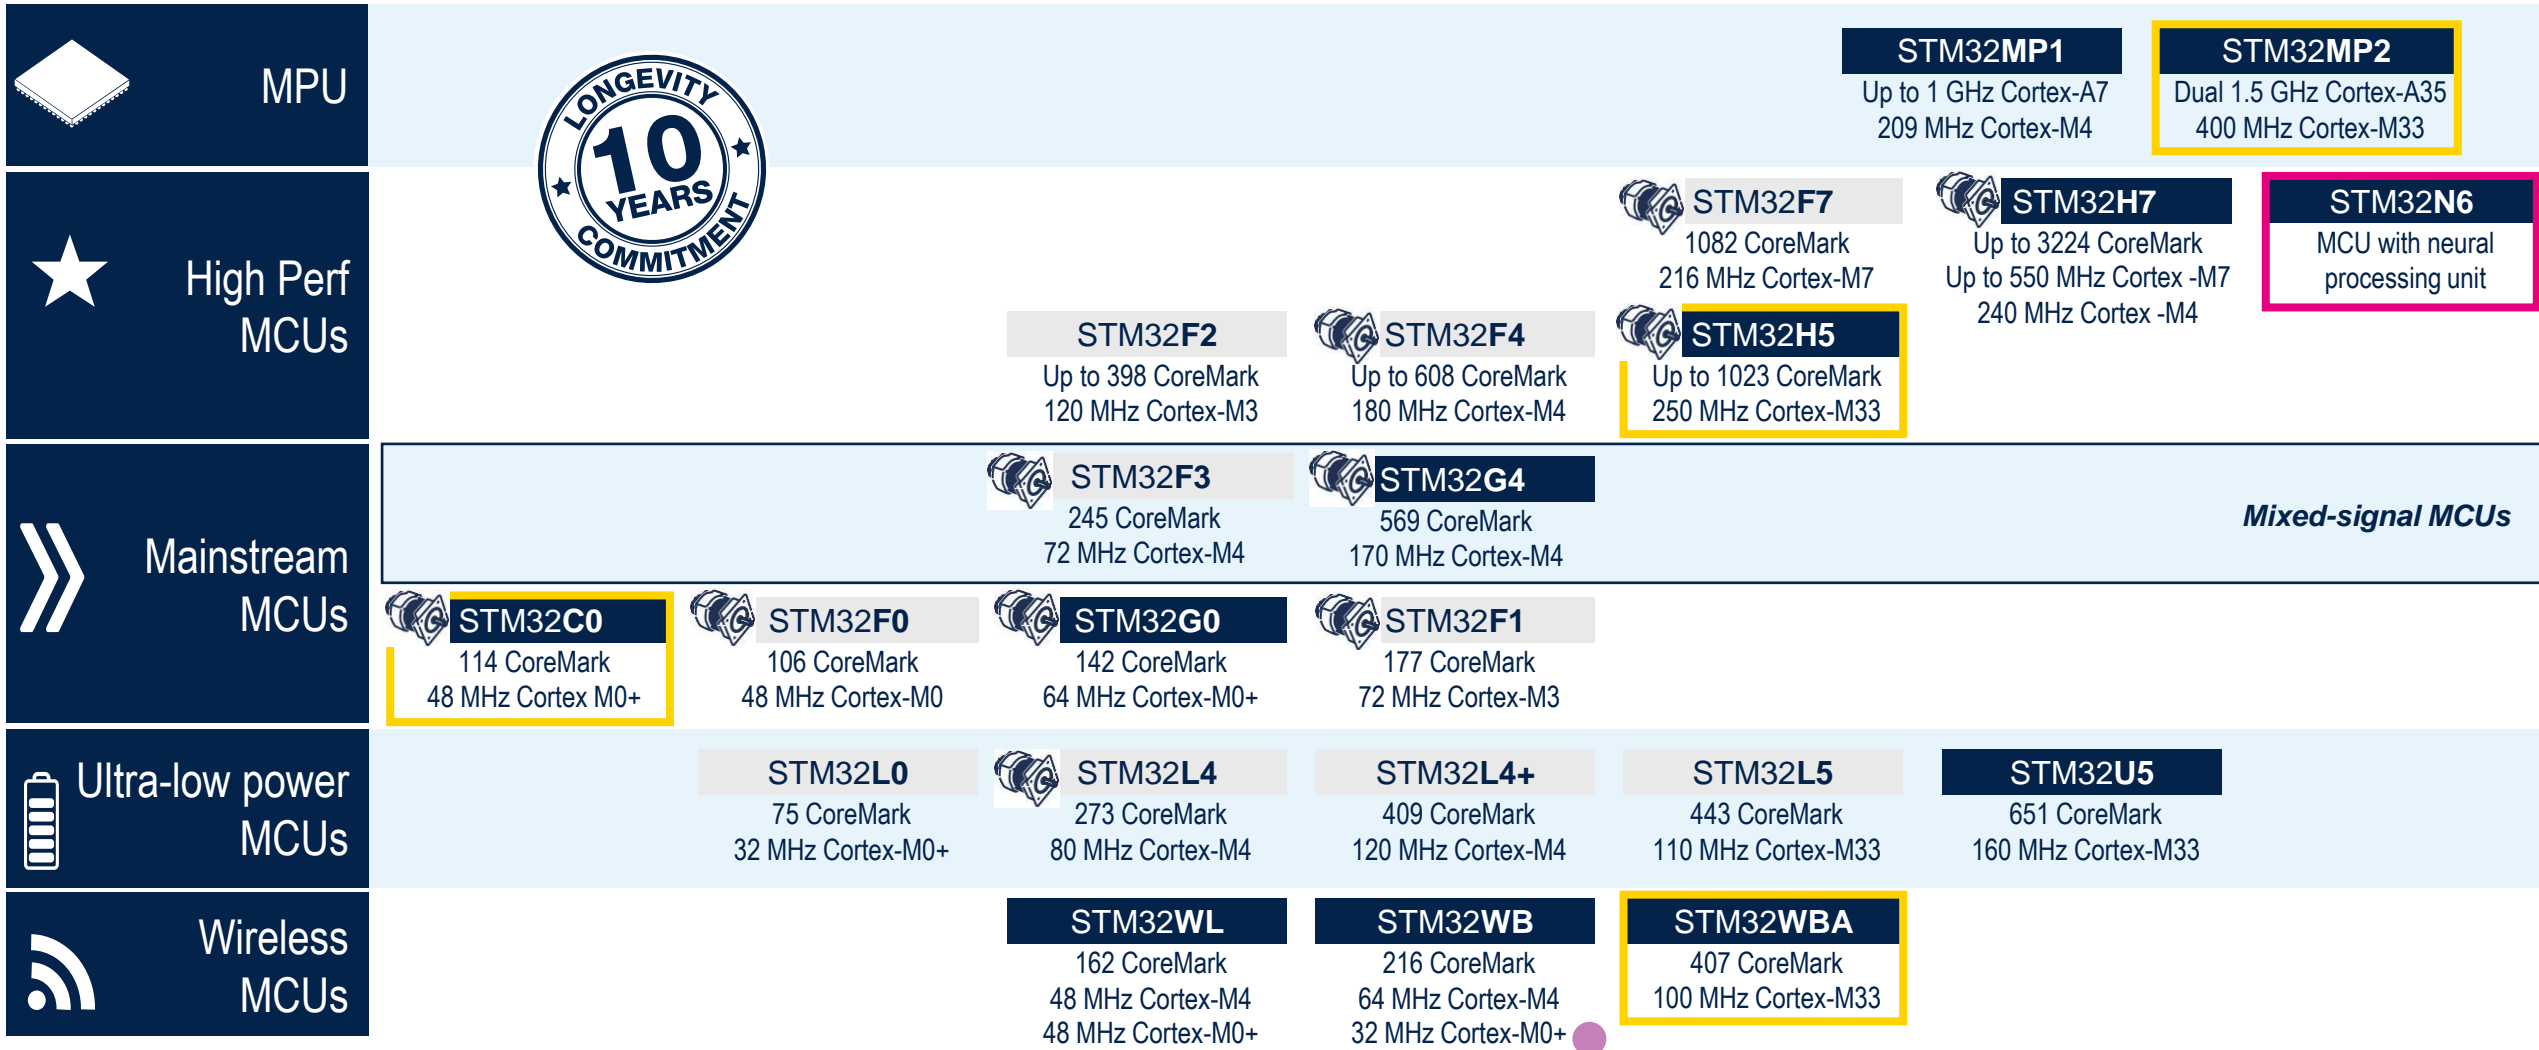 MPU
LONGEVITY
10
YEARS
COMMITMENT
STM32MP1
Up to 1 GHz Cortex-A7
209 MHz Cortex-M4
STM32MP2
Dual 1.5 GHz Cortex-A35
400 MHz Cortex-M33
High Perf
MCUs
STM32F7
1082 CoreMark
216 MHz Cortex-M7
STM32H7
Up to 3224 CoreMark
Up to 550 MHz Cortex -M7
240 MHz Cortex -M4
STM32N6
MCU with neural
processing unit
STM32F2
Up to 398 CoreMark
120 MHz Cortex-M3
STM32F4
Up to 608 CoreMark
180 MHz Cortex-M4
STM32H5
Up to 1023 CoreMark
250 MHz Cortex-M33
Mainstream
MCUs
STM32F3
245 CoreMark
72 MHz Cortex-M4
STM32G4
569 CoreMark
170 MHz Cortex-M4
Mixed-signal MCUs
STM32C0
114 CoreMark
48 MHz Cortex M0+
STM32F0
106 CoreMark
48 MHz Cortex-M0
STM32G0
142 CoreMark
64 MHz Cortex-M0+
STM32F1
177 CoreMark
72 MHz Cortex-M3
Ultra-low power
MCUs
STM32L0
75 CoreMark
32 MHz Cortex-M0+
STM32L4
273 CoreMark
80 MHz Cortex-M4
STM32L4+
409 CoreMark
120 MHz Cortex-M4
STM32L5
443 CoreMark
110 MHz Cortex-M33
STM32U5
651 CoreMark
160 MHz Cortex-M33
Wireless
MCUs
STM32WL
162 CoreMark
48 MHz Cortex-M4
48 MHz Cortex-M0+
STM32WB
216 CoreMark
64 MHz Cortex-M4
32 MHz Cortex-M0+
STM32WBA
407 CoreMark
100 MHz Cortex-M33